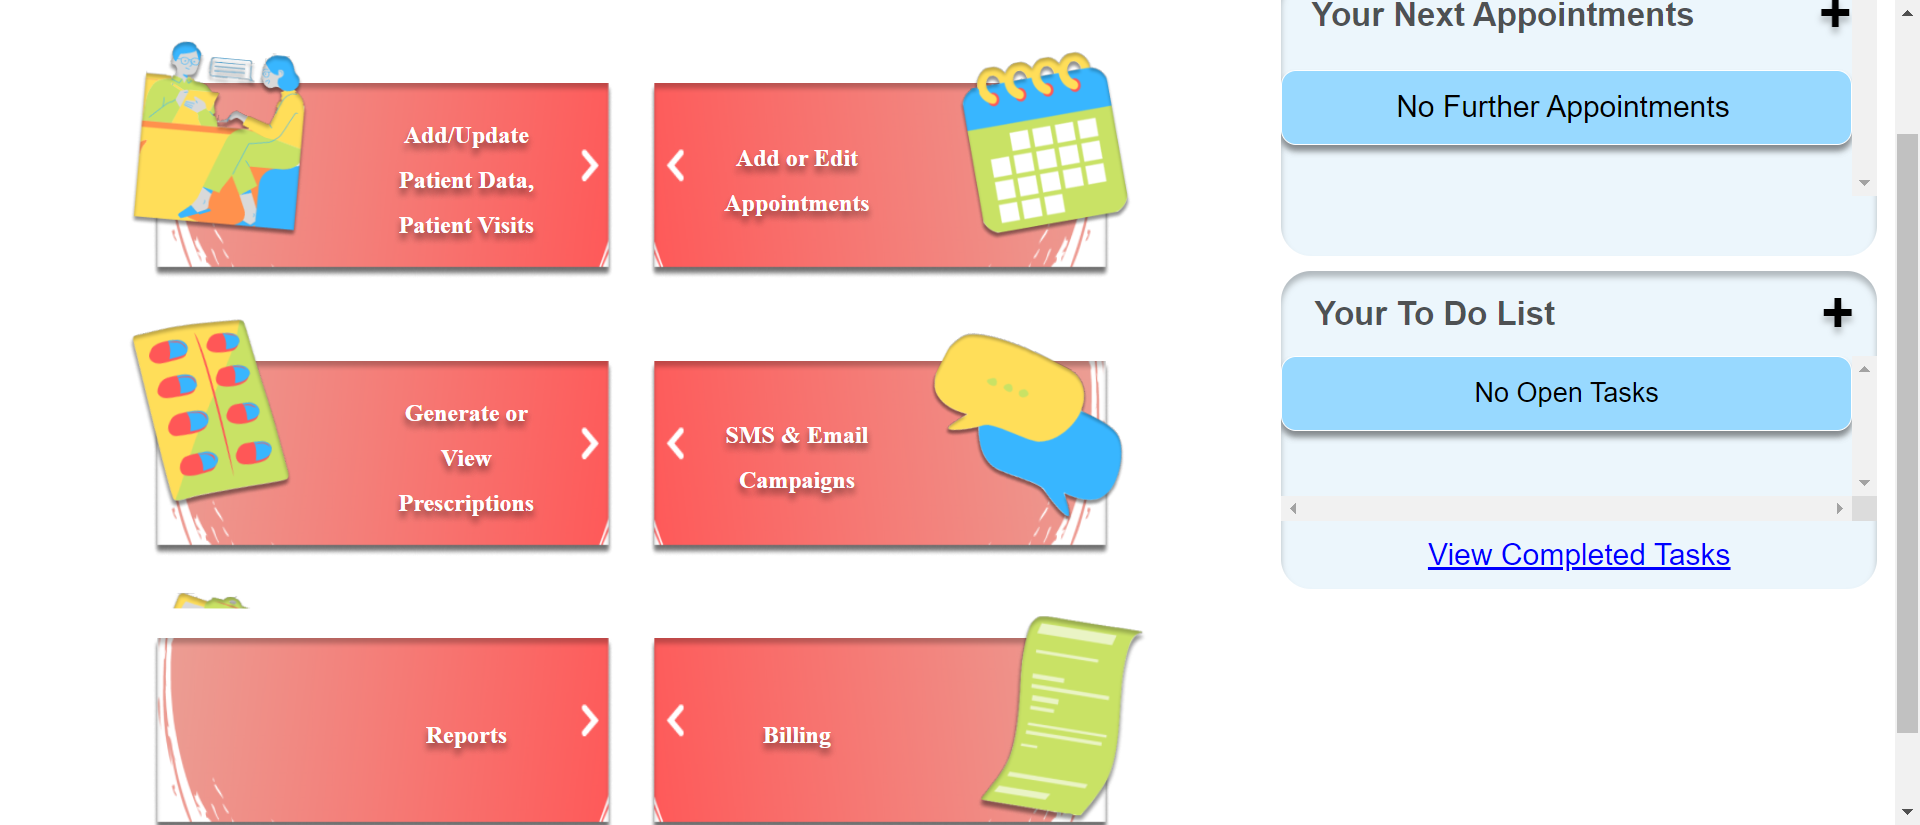 Add/Update
Patient Data,
Patient Visits
Add or Edit
Appointments
Generate or
View
Prescriptions
SMS & Email
Campaigns
Reports
Billing
Your Next Appointments
No Further Appointments
Your To Do List
No Open Tasks
View Completed Tasks